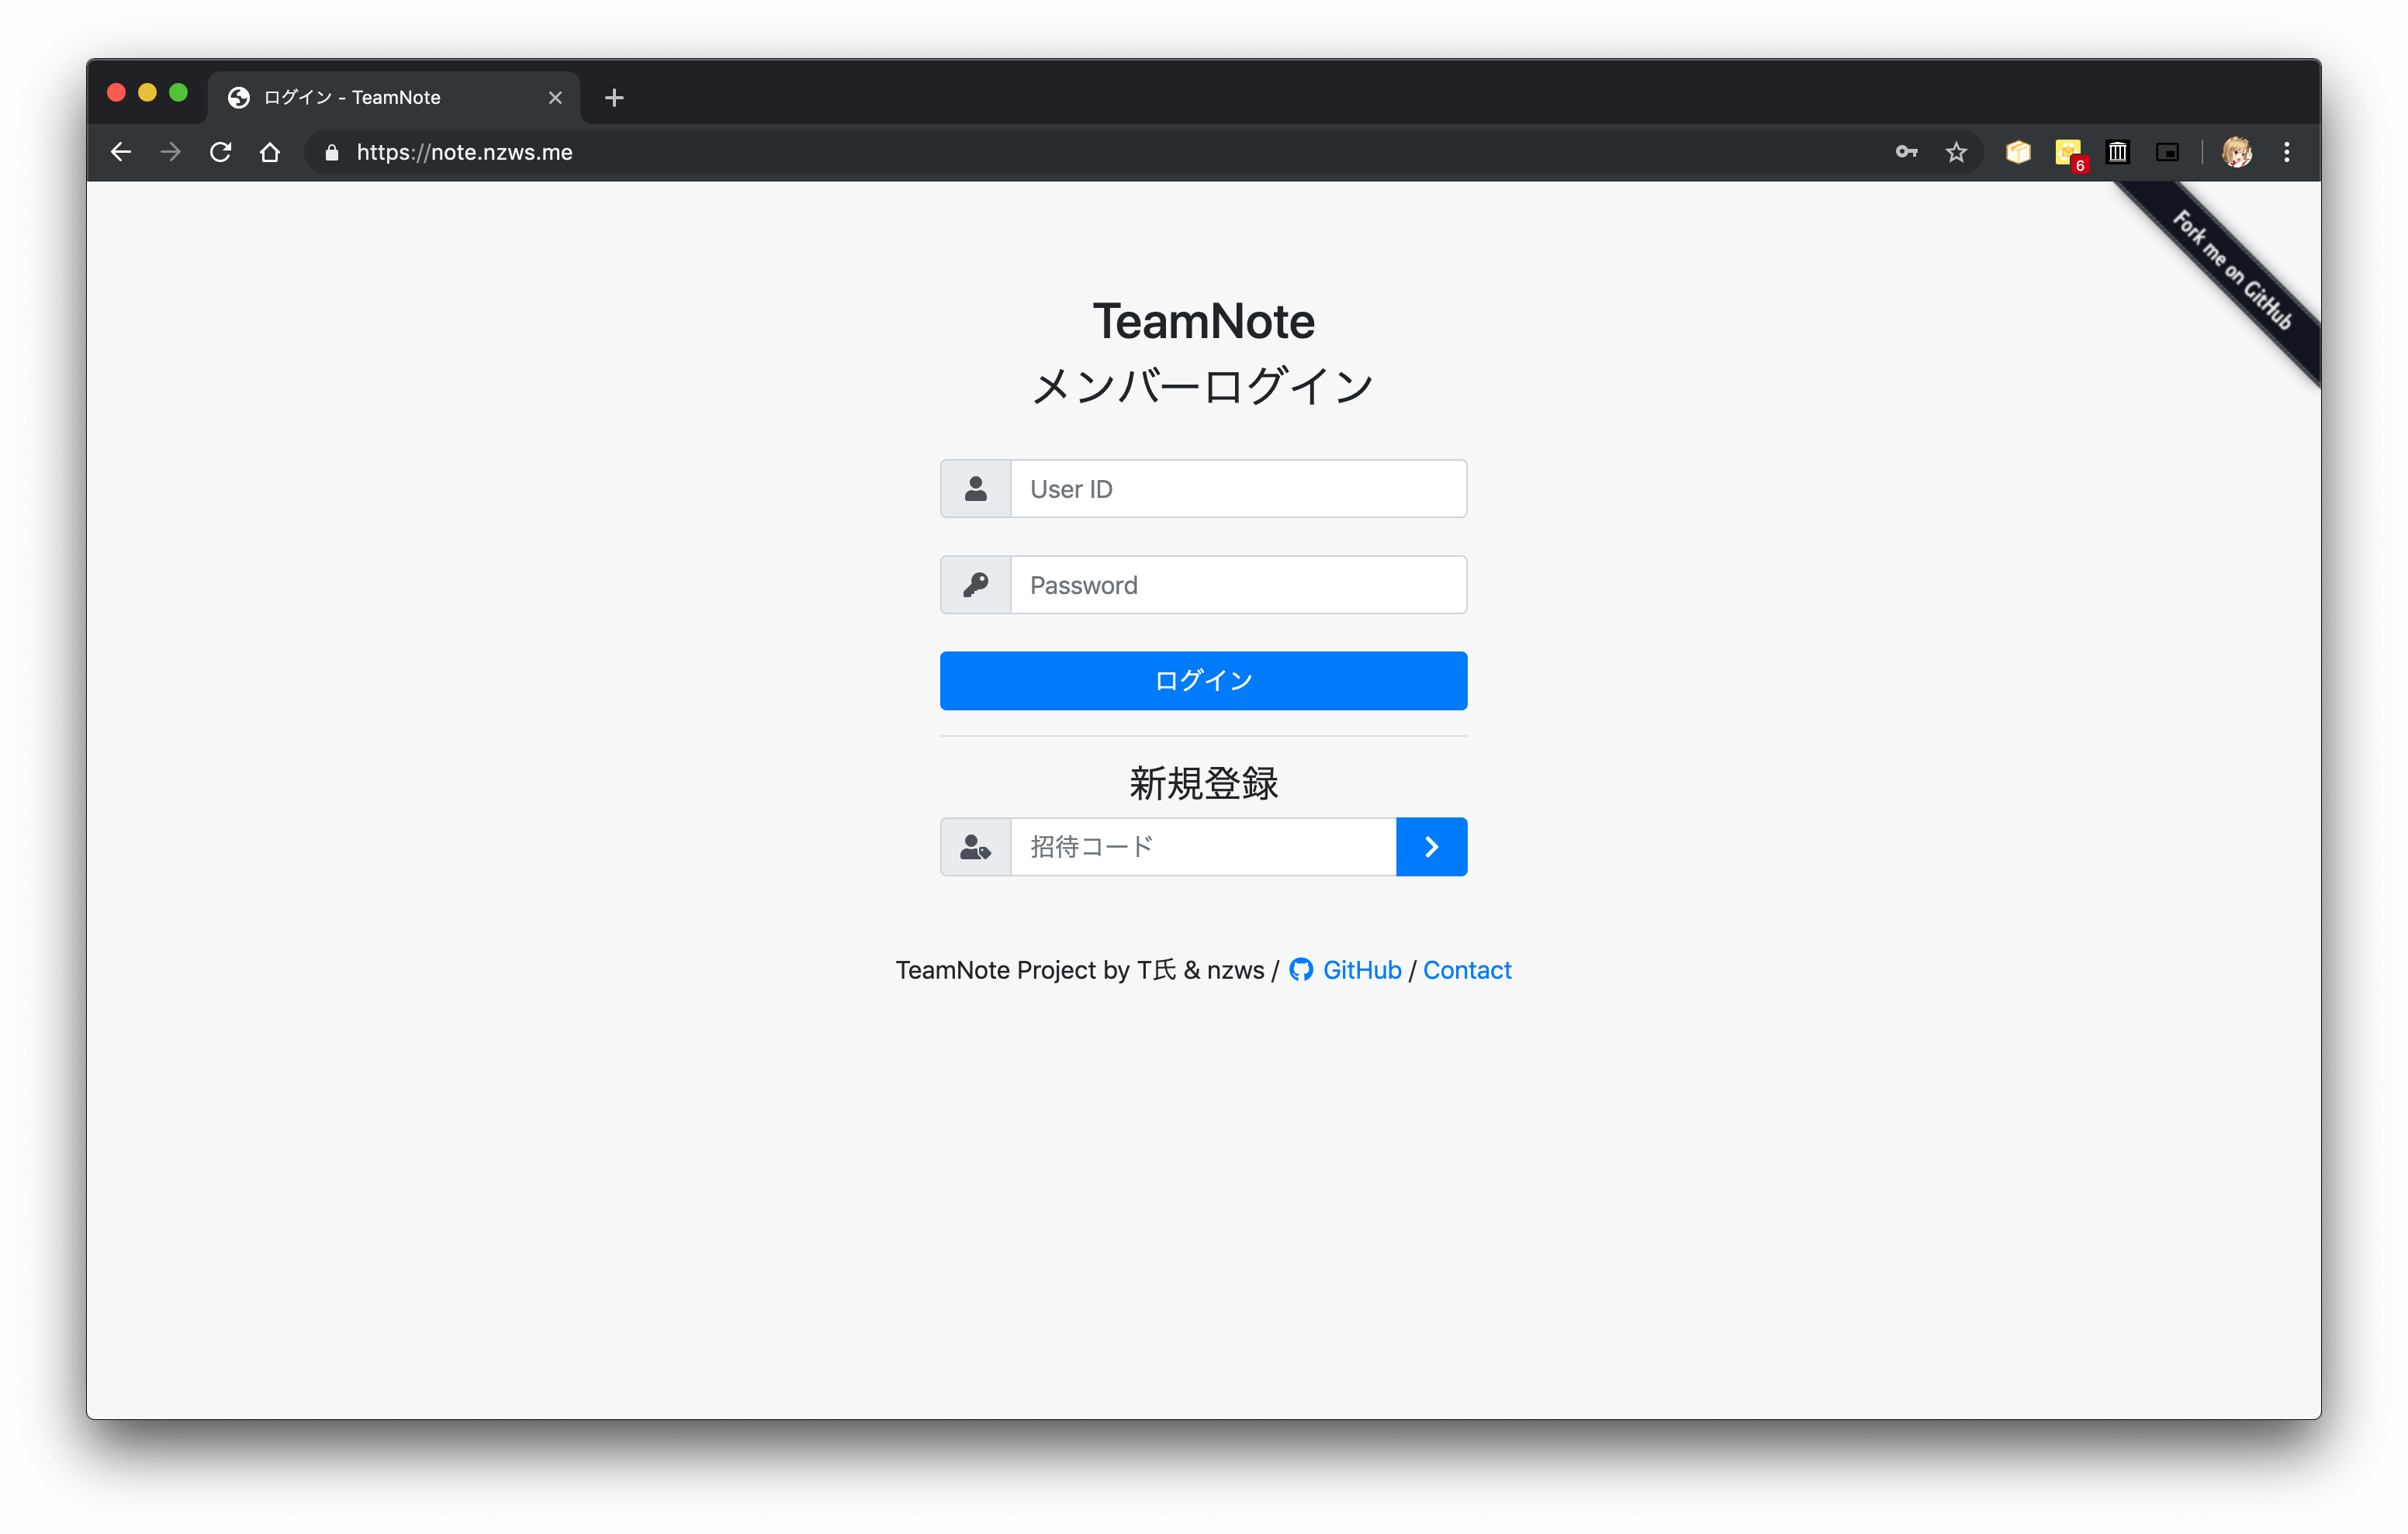 ログイン - TeamNote
https://note.nzws.me
6
Fork me on GitHub
TeamNote
メンバーログイン
User ID
Password
ログイン
新規登録
招待コード
TeamNote Project by T氏 & nzws / GitHub / Contact